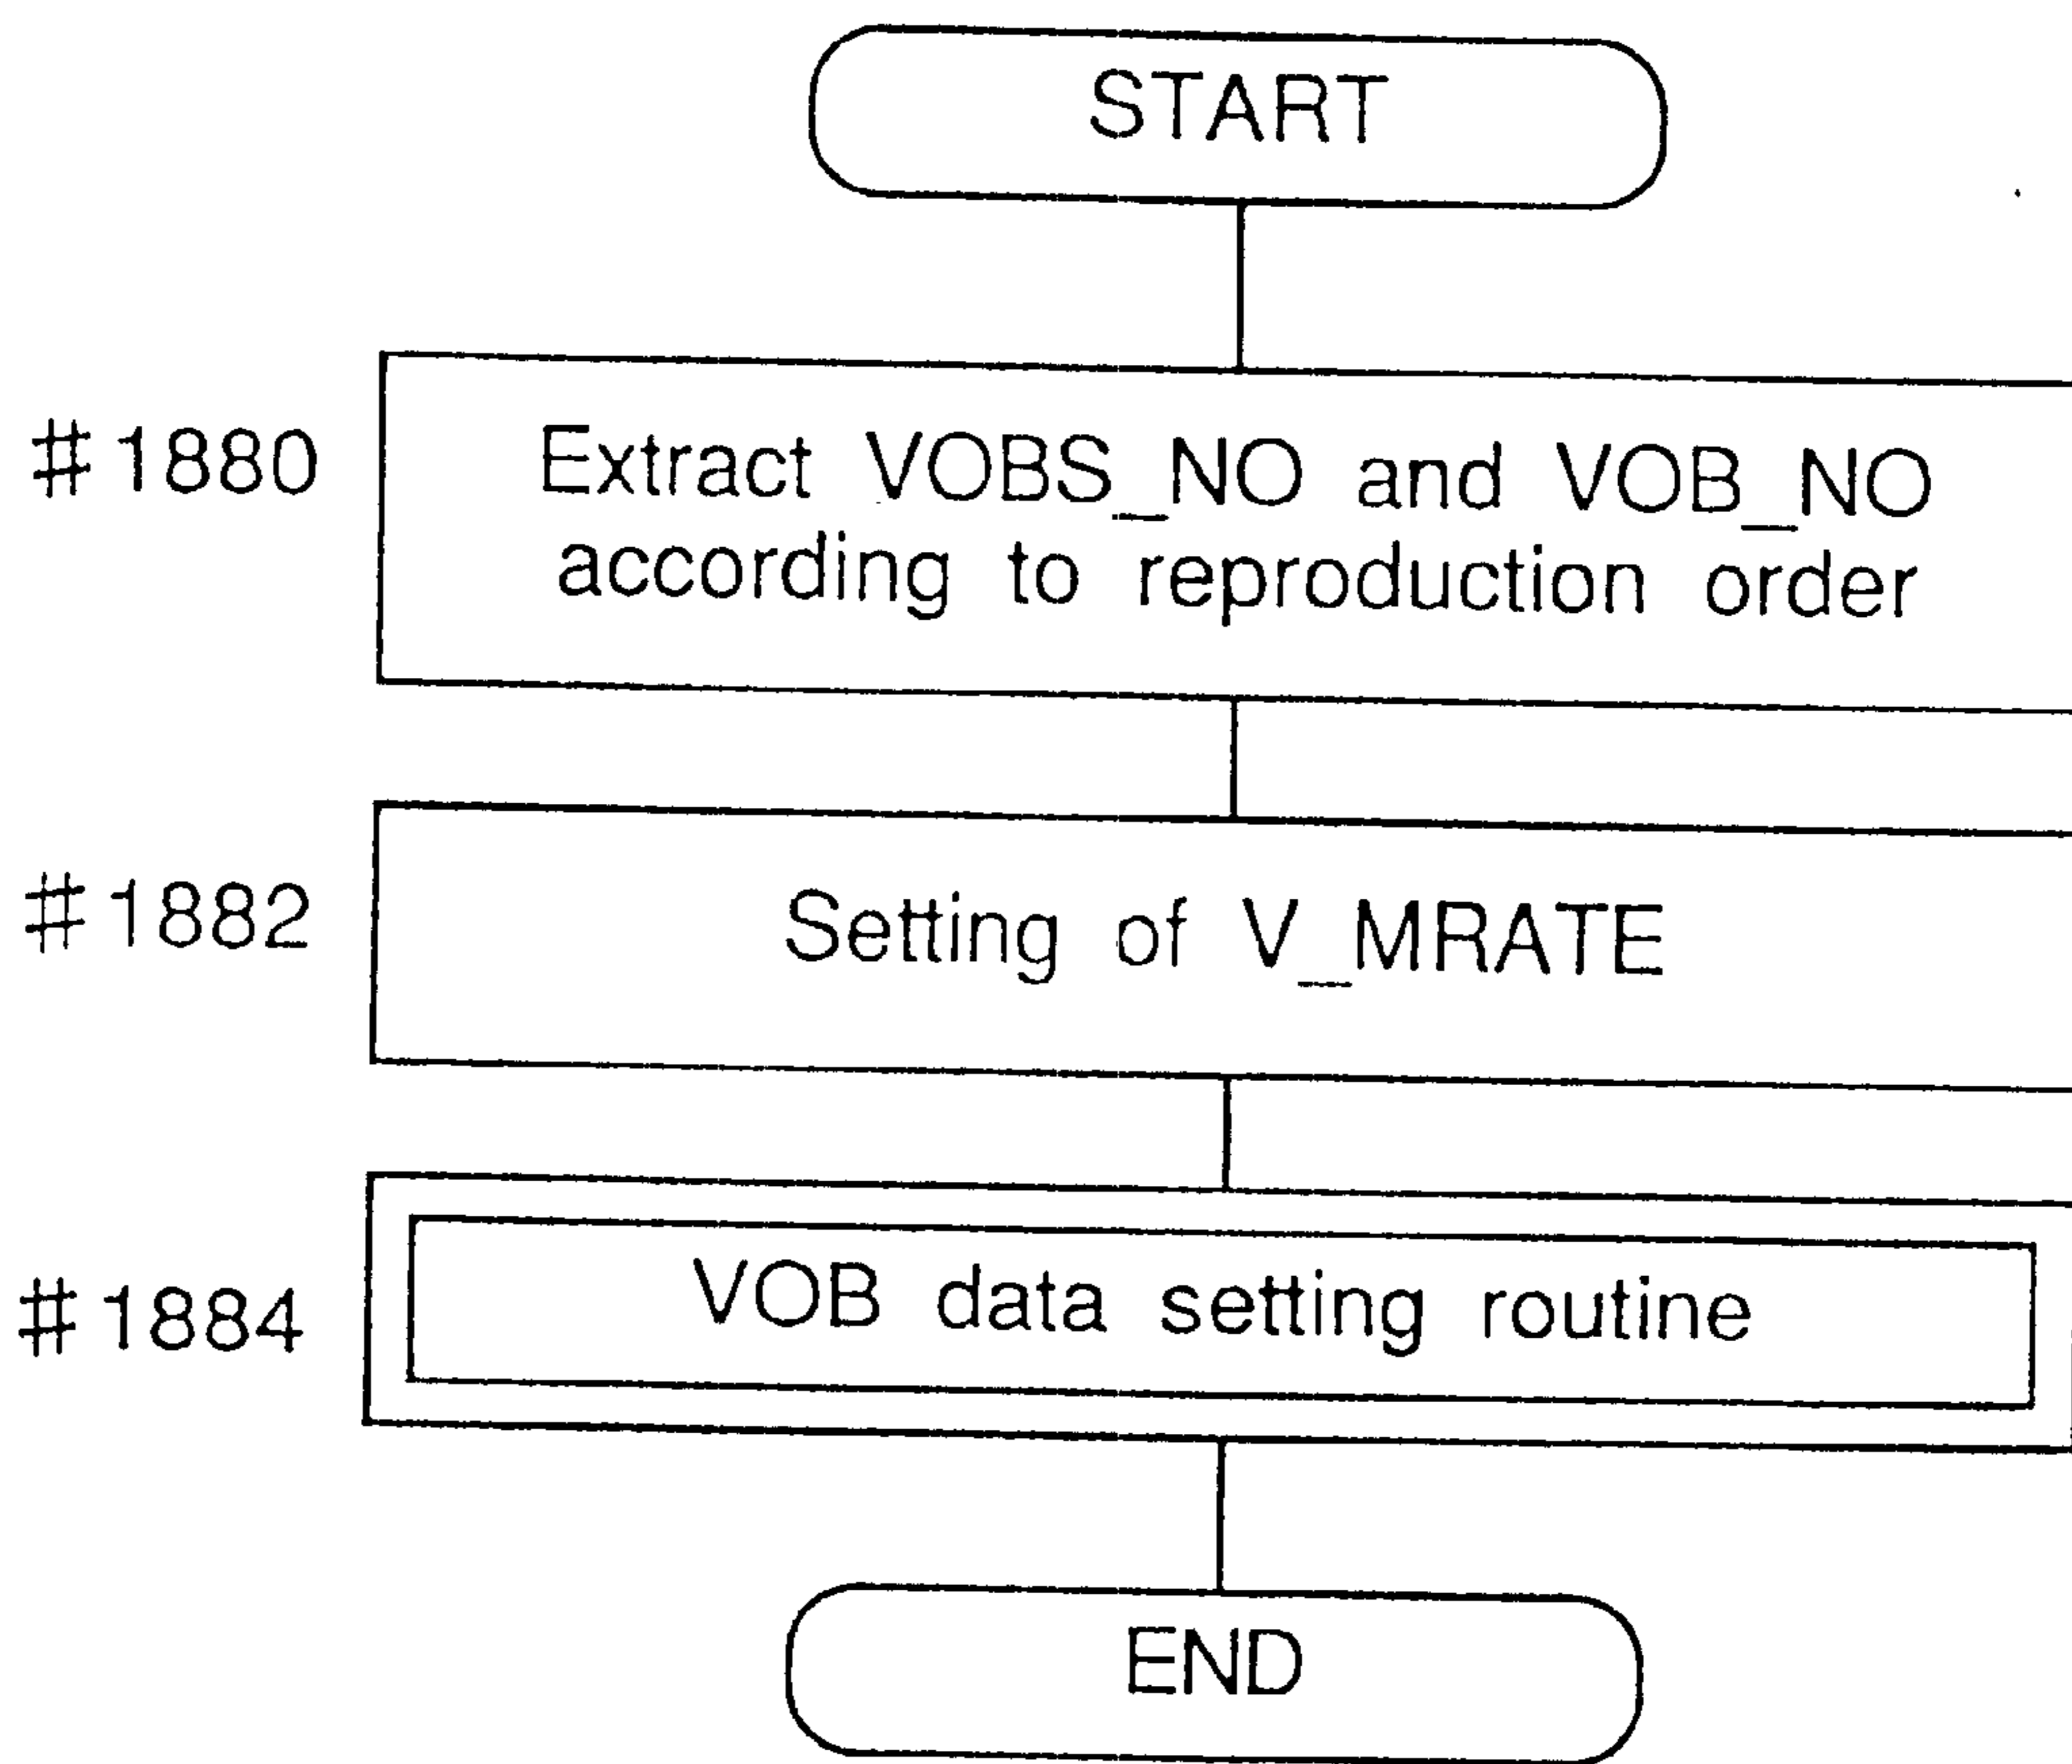 START
#1880
Extract VOBS_NO and VOB_NO
according to reproduction order
#1882
Setting of V_MRATE
#1884
VOB data setting routine
END